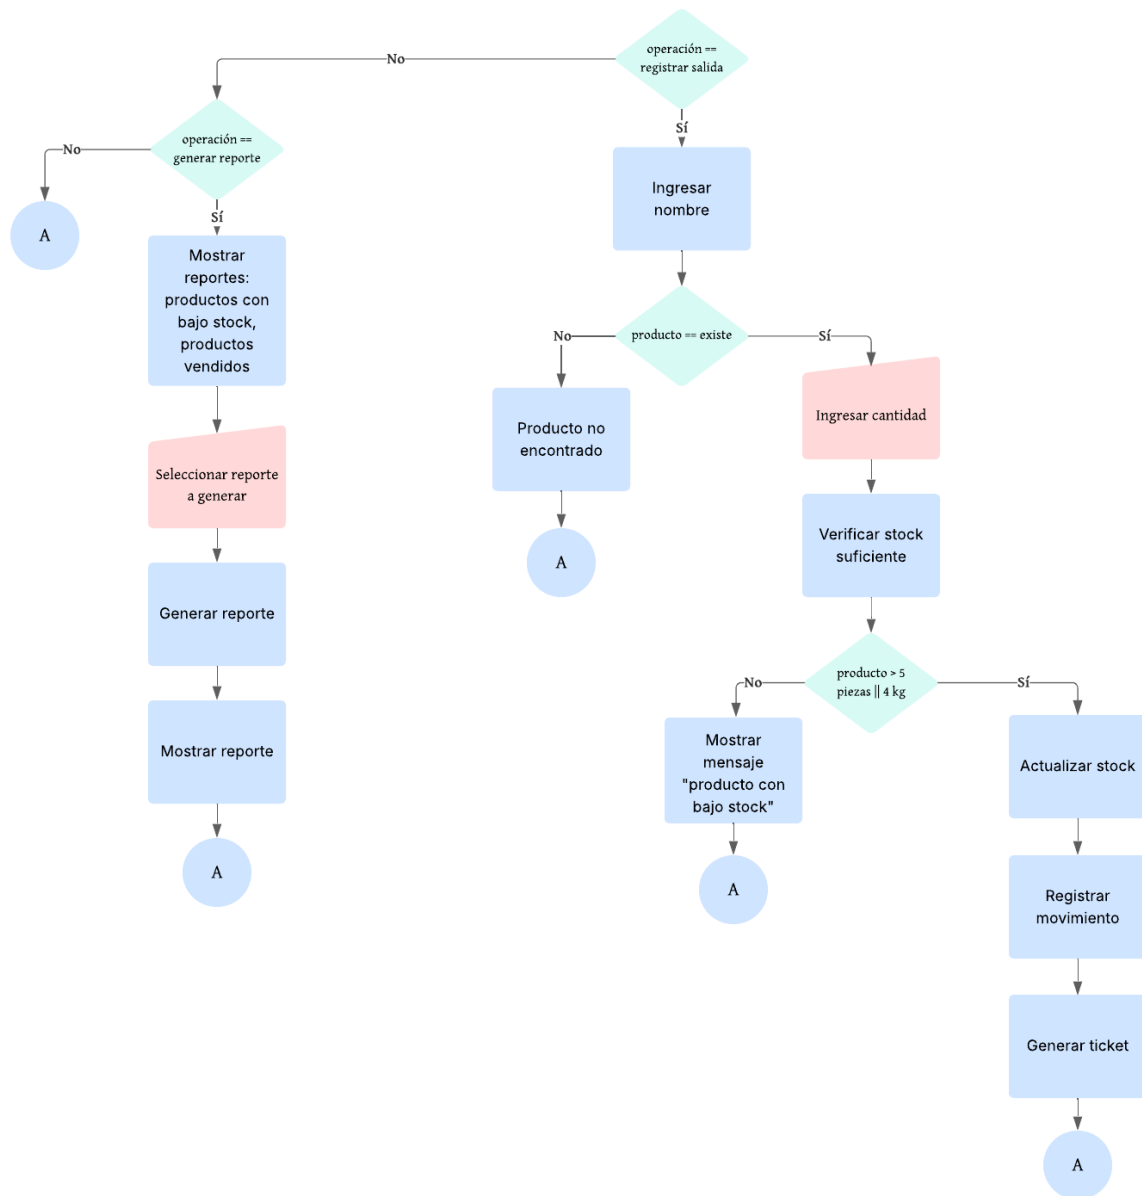 operación ==
registrar salida
No
Sí
operación ==
generar reporte
No
A
Sí
Mostrar
reportes:
productos con
bajo stock,
productos
vendidos
Seleccionar reporte
a generar
Generar reporte
Mostrar reporte
A
Ingresar
nombre
producto == existe
No
Producto no
encontrado
A
Sí
Ingresar cantidad
Verificar stock
suficiente
producto > 5
piezas || 4 kg
No
Mostrar
mensaje
"producto con
bajo stock"
A
Sí
Actualizar stock
Registrar
movimiento
Generar ticket
A